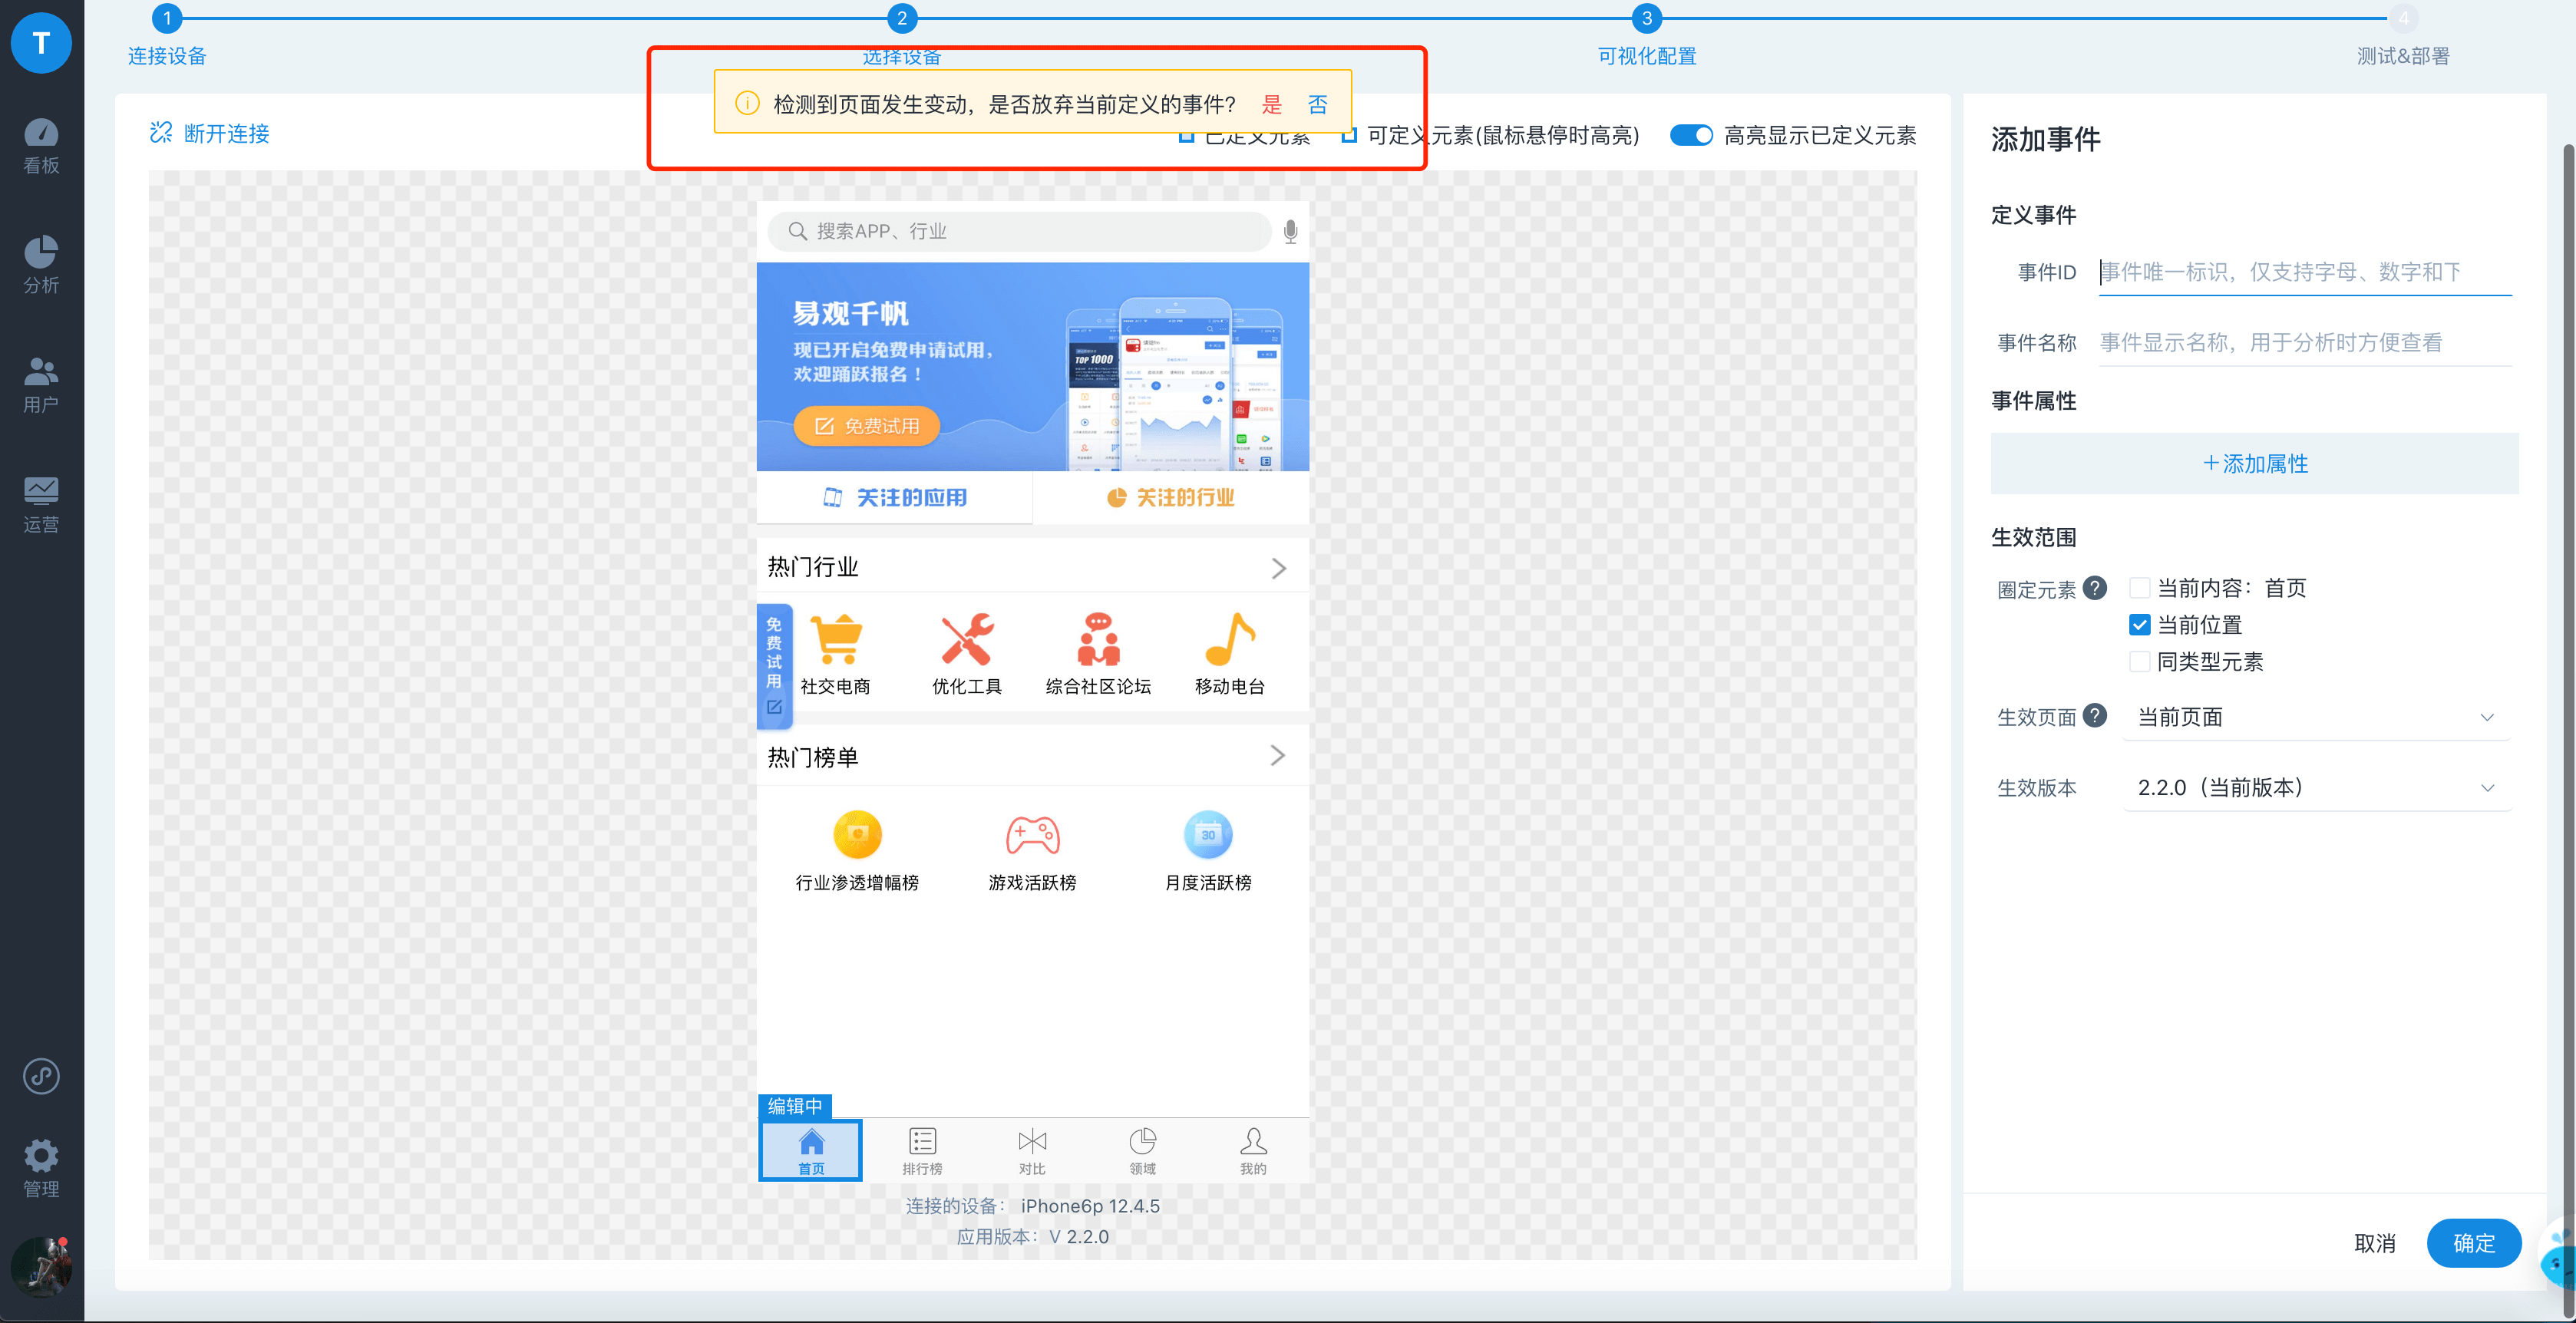 T
看板
分析
用户
运营
管理
1
2
3
4
连接设备
选择设备
可视化配置
测试&部署
检测到页面发生变动，是否放弃当前定义的事件？ 是 否
断开连接
已定义元素
可定义元素(鼠标悬停时高亮)
高亮显示已定义元素
搜索APP、行业
易观千帆
现已开启免费申请试用，
欢迎踊跃报名！
免费试用
TOP 1000
关注的应用
关注的行业
热门行业
免费试用
社交电商
优化工具
综合社区论坛
移动电台
热门榜单
30
行业渗透增幅榜
游戏活跃榜
月度活跃榜
编辑中
首页
排行榜
对比
领域
我的
连接的设备： iPhone6p 12.4.5
应用版本：V 2.2.0
添加事件
定义事件
事件ID 事件唯一标识，仅支持字母、数字和下
事件名称 事件显示名称，用于分析时方便查看
事件属性
+添加属性
生效范围
圈定元素 ? 当前内容：首页
当前位置
同类型元素
生效页面 ? 当前页面
生效版本 2.2.0（当前版本）
取消
确定